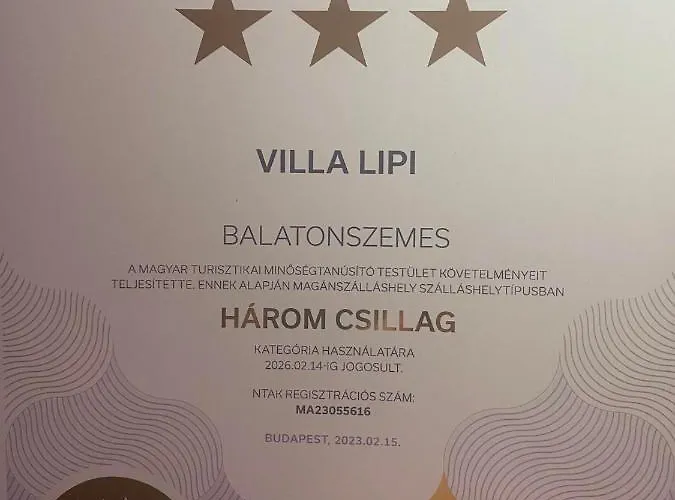 VILLA LIPI
BALATONSZEMES
A MAGYAR TURISZTIKAI MINŐSÉGTANÚSÍTÓ TESTÜLET KÖVETELMÉNYEIT
TELJESÍTETTE. ENNEK ALAPJÁN MAGÁNSZÁLLÁSHELY SZÁLLÁSHELYTÍPUSBAN
HÁROM CSILLAG
KATEGÓRIA HASZNÁLATÁRA
2026.02.14-IG JOGOSULT.
NTAK REGISZTRÁCIÓS SZÁM:
MA23055616
BUDAPEST, 2023.02.15.